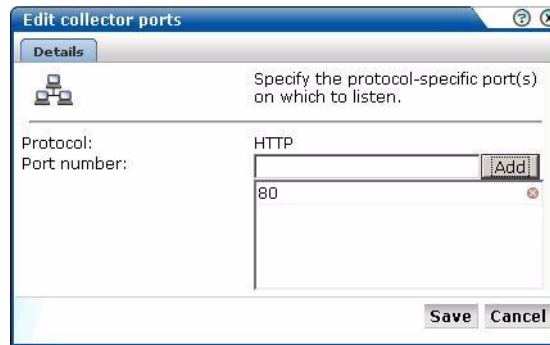 Edit collector ports
Details
Specify the protocol-specific port(s)
on which to listen.
Protocol: HTTP
Port number:
Add
80
Save Cancel